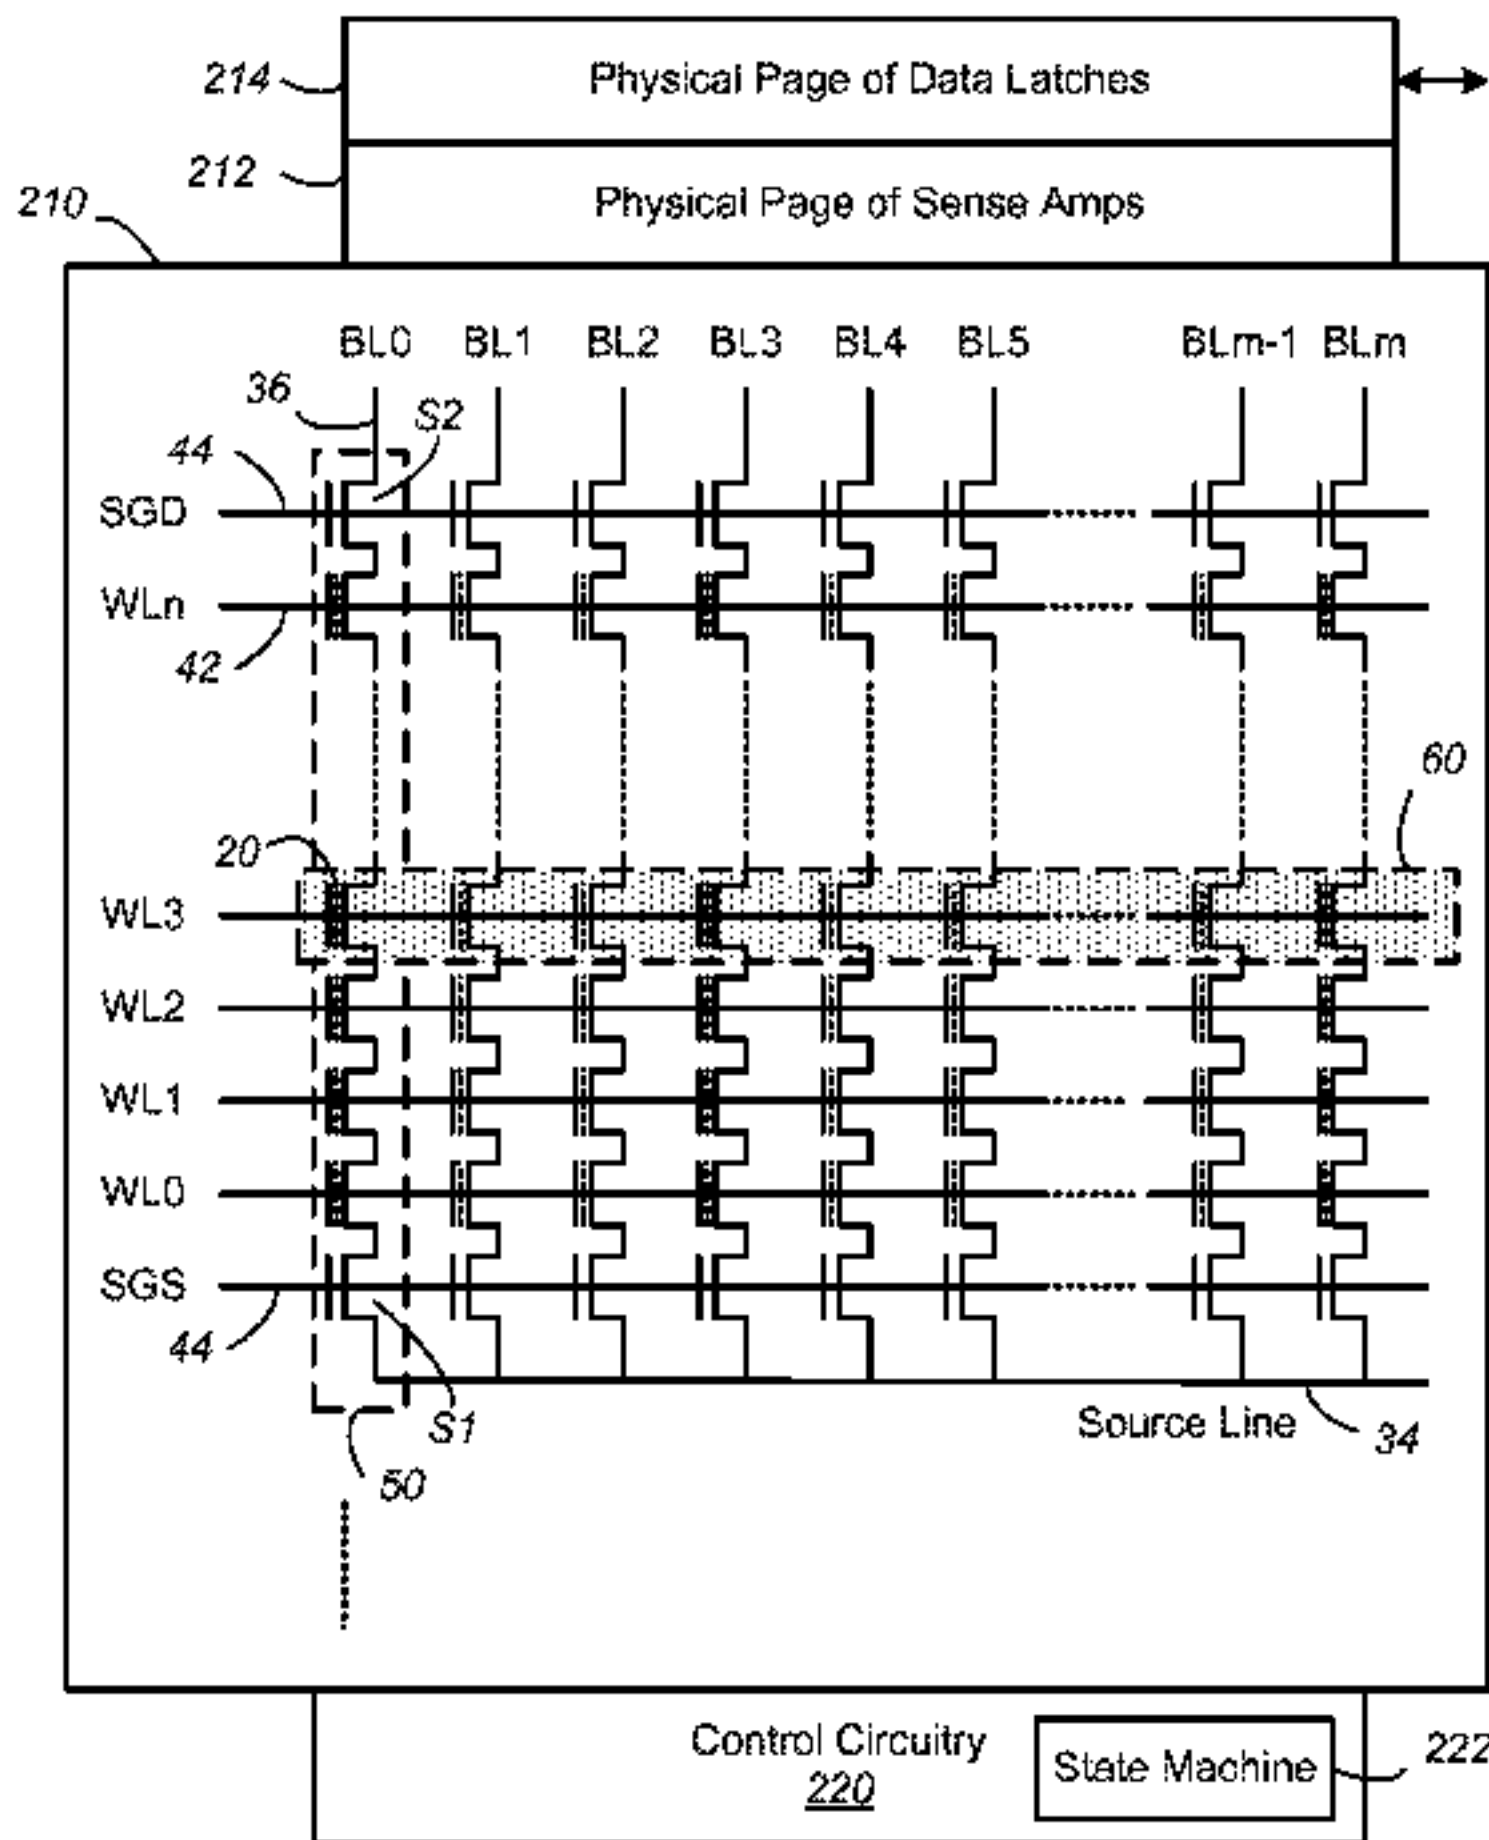 214
Physical Page of Data Latches
212
Physical Page of Sense Amps
210
BL0 BL1 BL2 BL3 BL4 BL5 BLm-1 BLm
36
S2
44
SGD
WLn
42
60
20
WL3
WL2
WL1
WL0
SGS
44
S1
Source Line
34
50
Control Circuitry
220
State Machine
222